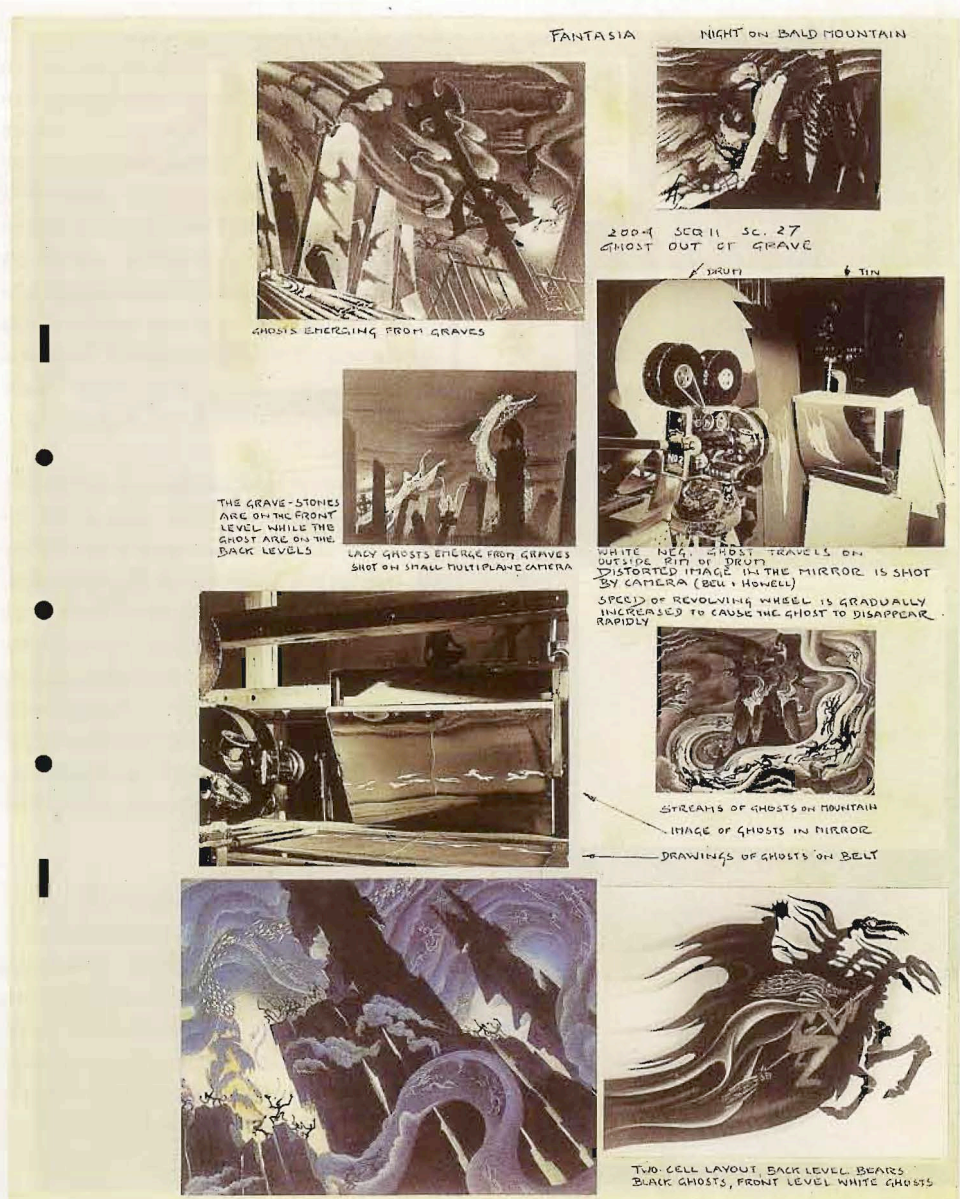 FANTASIA NIGHT ON BALD MOUNTAIN
2004 SEQ 11 SC. 27
GHOST OUT OF GRAVE
DRUM TIN
GHOSTS EMERGING FROM GRAVES
THE GRAVE-STONES
ARE ON THE FRONT
LEVEL WHILE THE
GHOST ARE ON THE
BACK LEVELS
LACY GHOSTS EMERGE FROM GRAVES
SHOT ON SMALL MULTIPLANE CAMERA
WHITE NEG. GHOST TRAVELS ON
OUTSIDE RIM OF DRUM
DISTORTED IMAGE IN THE MIRROR IS SHOT
BY CAMERA (BELL & HOWELL)
SPEED OF REVOLVING WHEEL IS GRADUALLY
INCREASED TO CAUSE THE GHOST TO DISAPPEAR
RAPIDLY
STREAMS OF GHOSTS ON MOUNTAIN
IMAGE OF GHOSTS IN MIRROR
DRAWINGS OF GHOSTS ON BELT
TWO-CELL LAYOUT, BACK LEVEL BEARS
BLACK GHOSTS, FRONT LEVEL WHITE GHOSTS